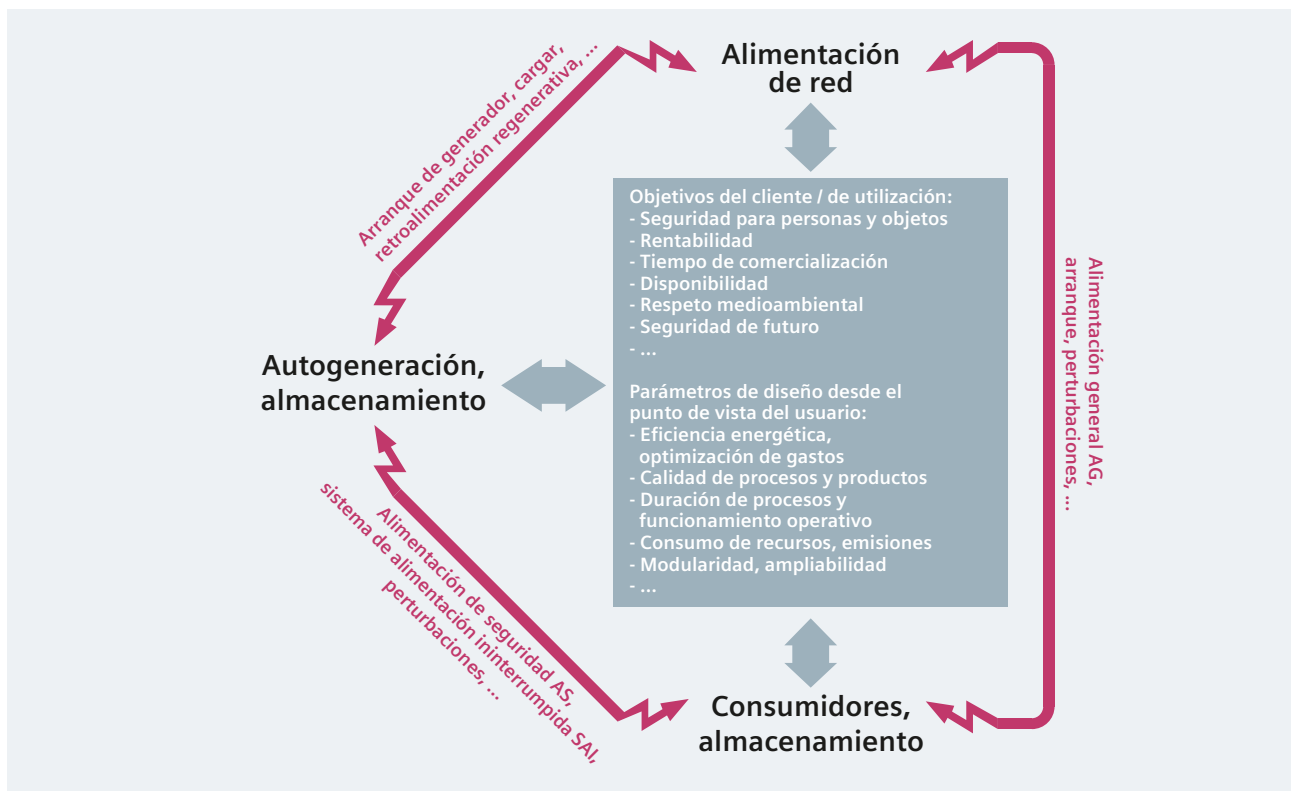 Alimentación
de red
Arranque de generador, cargar,
retroalimentación regenerativa, ...
Objetivos del cliente / de utilización:
- Seguridad para personas y objetos
- Rentabilidad
- Tiempo de comercialización
- Disponibilidad
- Respeto medioambiental
- Seguridad de futuro
- ...
Parámetros de diseño desde el
punto de vista del usuario:
- Eficiencia energética,
optimización de gastos
- Calidad de procesos y productos
- Duración de procesos y
funcionamiento operativo
- Consumo de recursos, emisiones
- Modularidad, ampliabilidad
- ...
Alimentación general AG,
arranque, perturbaciones, ...
Autogeneración,
almacenamiento
Alimentación de seguridad AS,
sistema de alimentación ininterrumpida SAI,
perturbaciones, ...
Consumidores,
almacenamiento